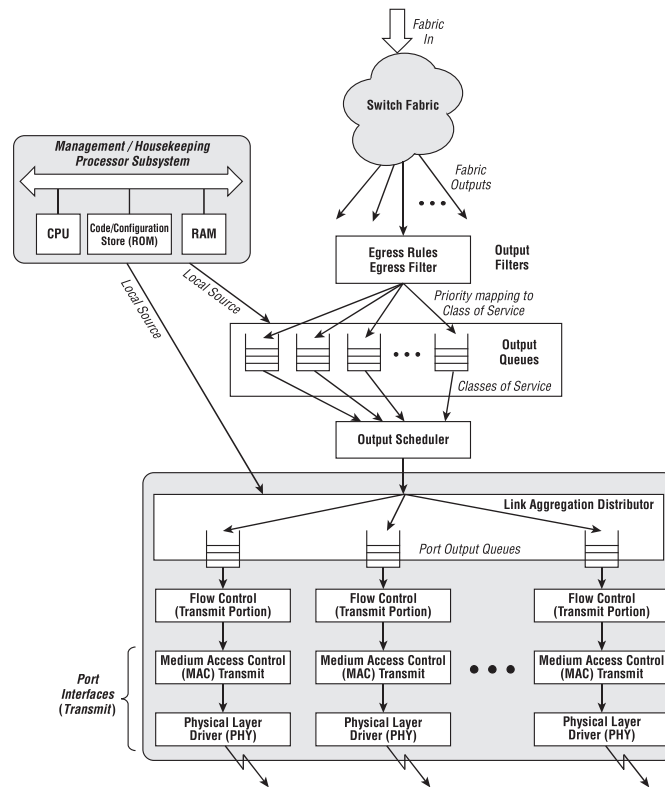 Fabric
In
Switch Fabric
Management / Housekeeping
Processor Subsystem
CPU
Code/Configuration
Store (ROM)
RAM
Fabric
Outputs
Egress Rules
Egress Filter
Output
Filters
Local Source
Local Source
Priority mapping to
Class of Service
Output
Queues
Classes of Service
Output Scheduler
Link Aggregation Distributor
Port Output Queues
Flow Control
(Transmit Portion)
Flow Control
(Transmit Portion)
Flow Control
(Transmit Portion)
Port
Interfaces
(Transmit)
Medium Access Control
(MAC) Transmit
Medium Access Control
(MAC) Transmit
Medium Access Control
(MAC) Transmit
Physical Layer
Driver (PHY)
Physical Layer
Driver (PHY)
Physical Layer
Driver (PHY)